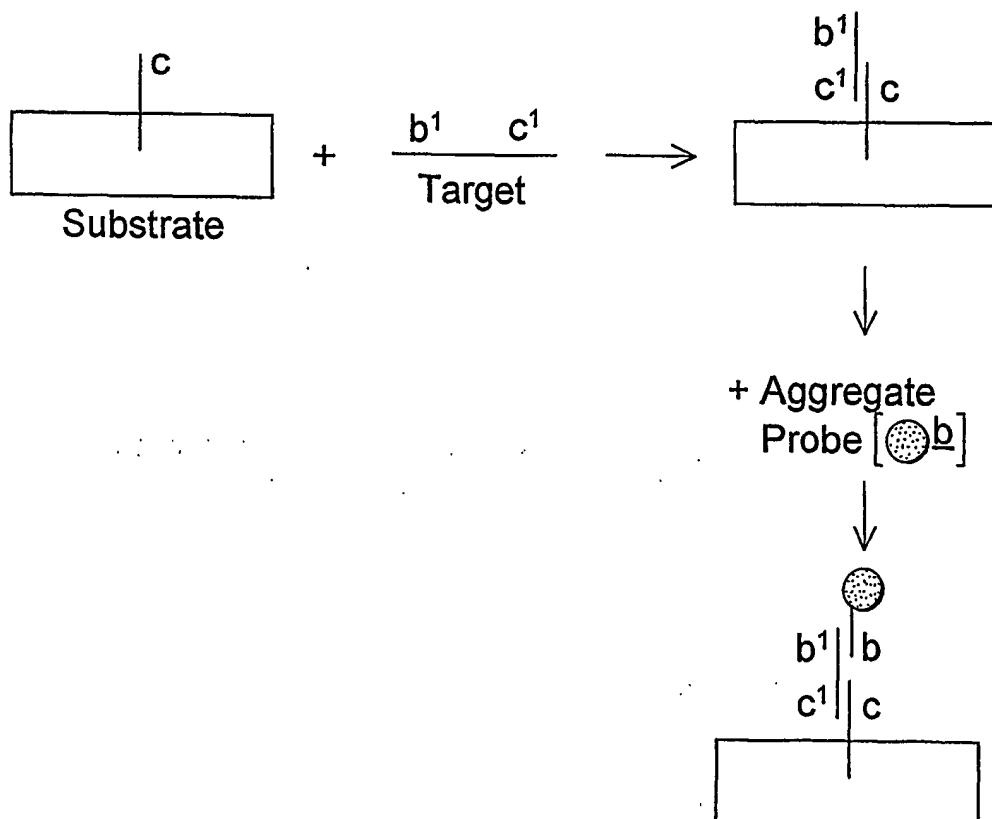 c
Substrate
+
b¹ c¹
Target
b¹
c¹ c
+ Aggregate
Probe [ b]
b¹ b
c¹ c